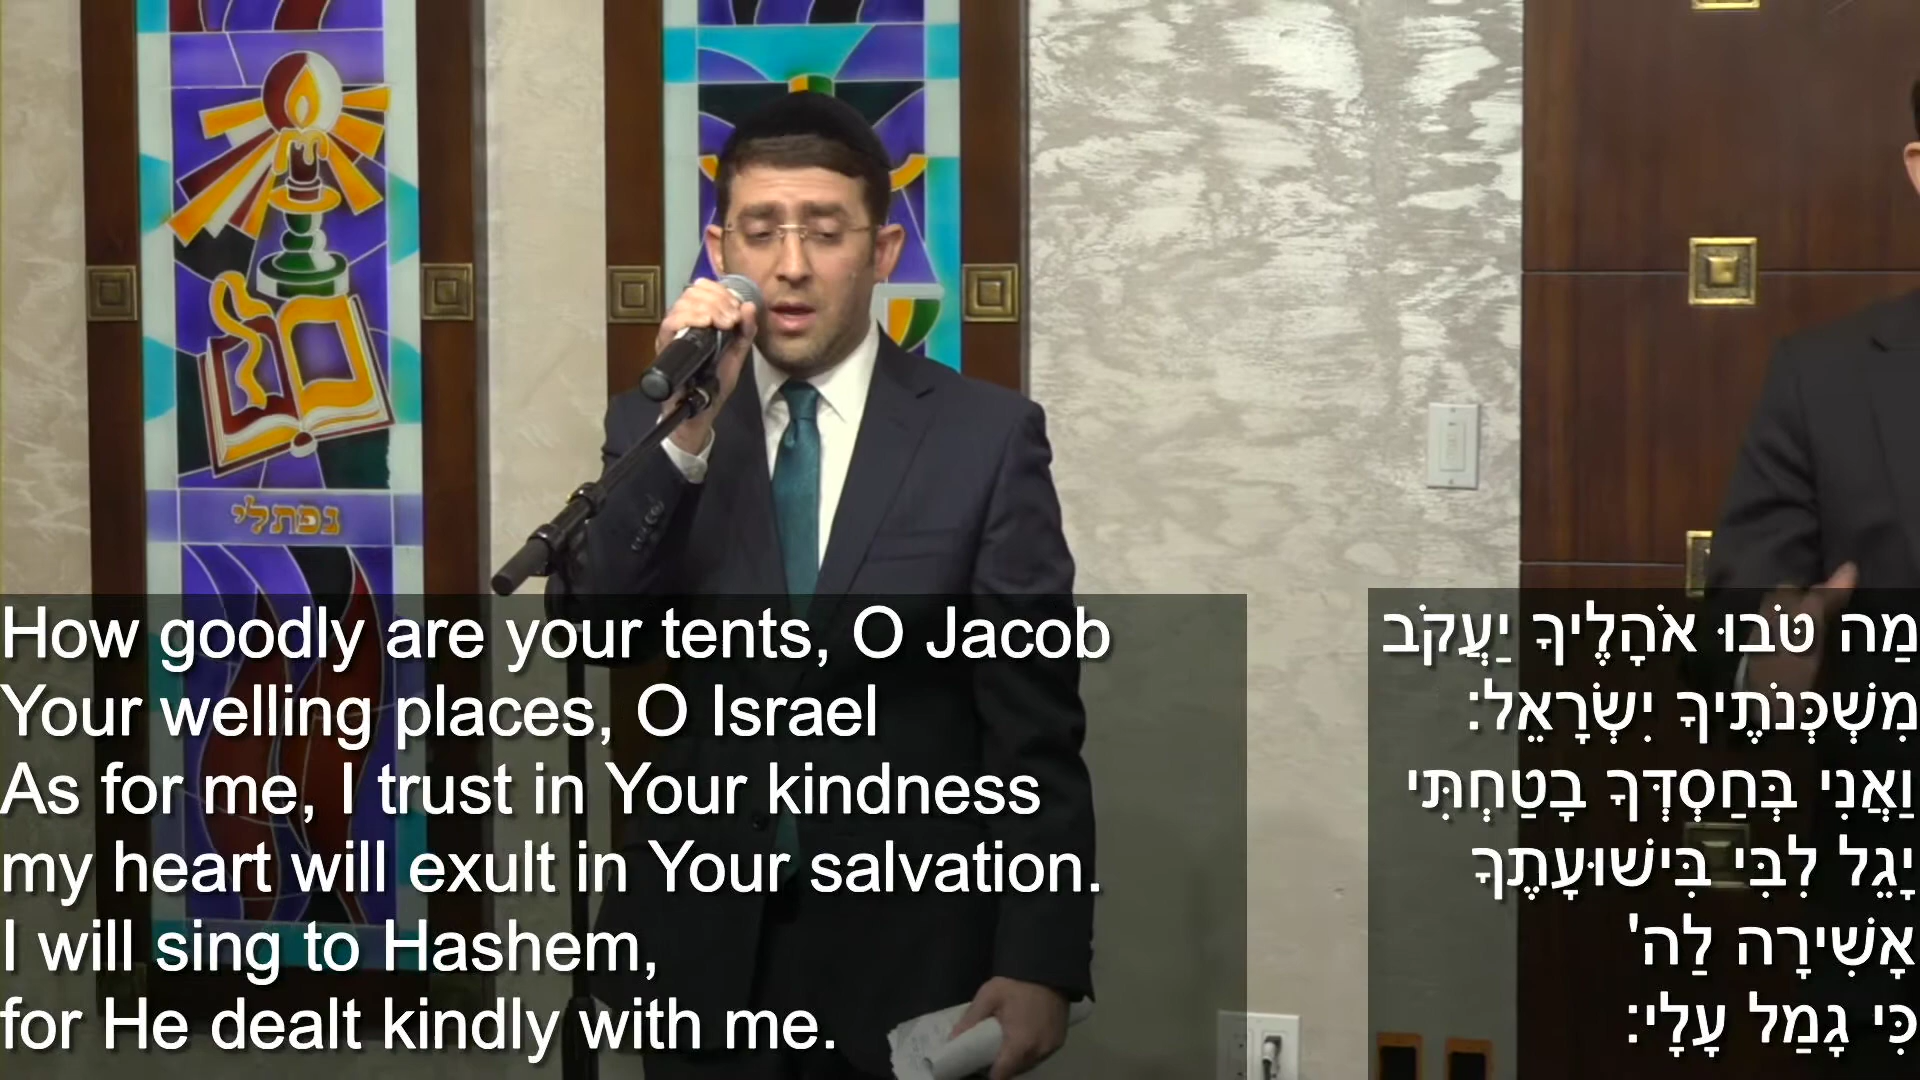 נפתלי
How goodly are your tents, O Jacob
Your welling places, O Israel
As for me, I trust in Your kindness
my heart will exult in Your salvation.
I will sing to Hashem,
for He dealt kindly with me.
מַה טֹּבוּ אֹהָלֶיךָ יַעֲקֹב
מִשְׁכְּנֹתֶיךָ יִשְׂרָאֵל׃
וַאֲנִי בְּחַסְדְּךָ בָטַחְתִּי
יָגֵל לִבִּי בִּישׁוּעָתֶךָ
אָשִׁירָה לַה'
כִּי גָמַל עָלָי׃